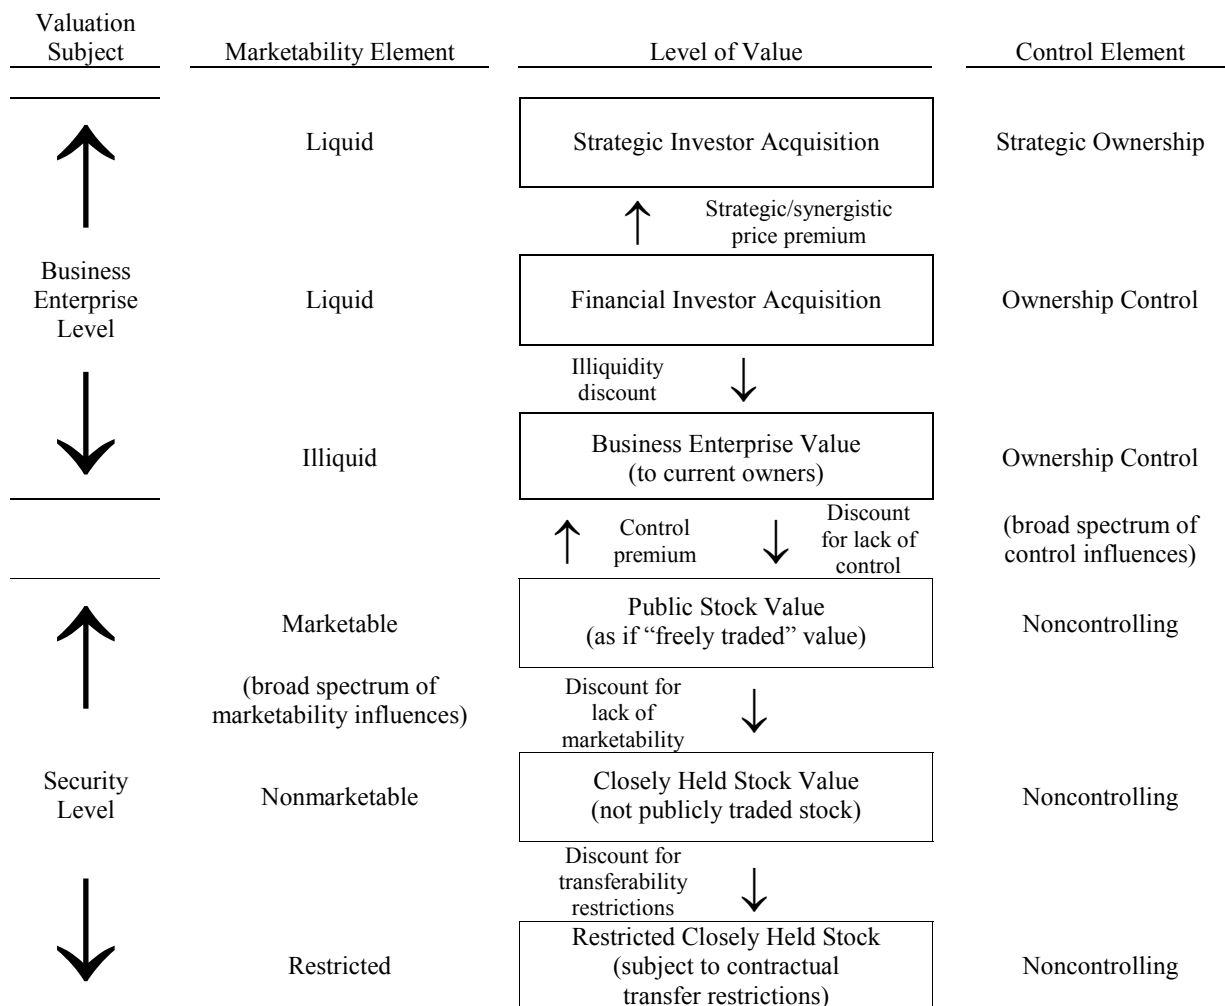 Valuation
Subject
Marketability Element
Level of Value
Control Element
Liquid
Strategic Investor Acquisition
Strategic Ownership
Strategic/synergistic
price premium
Business
Enterprise
Level
Liquid
Financial Investor Acquisition
Ownership Control
Illiquidity
discount
Illiquid
Business Enterprise Value
(to current owners)
Ownership Control
Control
premium
Discount
for lack of
control
(broad spectrum of
control influences)
Marketable
Public Stock Value
(as if “freely traded” value)
Noncontrolling
(broad spectrum of
marketability influences)
Discount for
lack of
marketability
Security
Level
Nonmarketable
Closely Held Stock Value
(not publicly traded stock)
Noncontrolling
Discount for
transferability
restrictions
Restricted
Restricted Closely Held Stock
(subject to contractual
transfer restrictions)
Noncontrolling